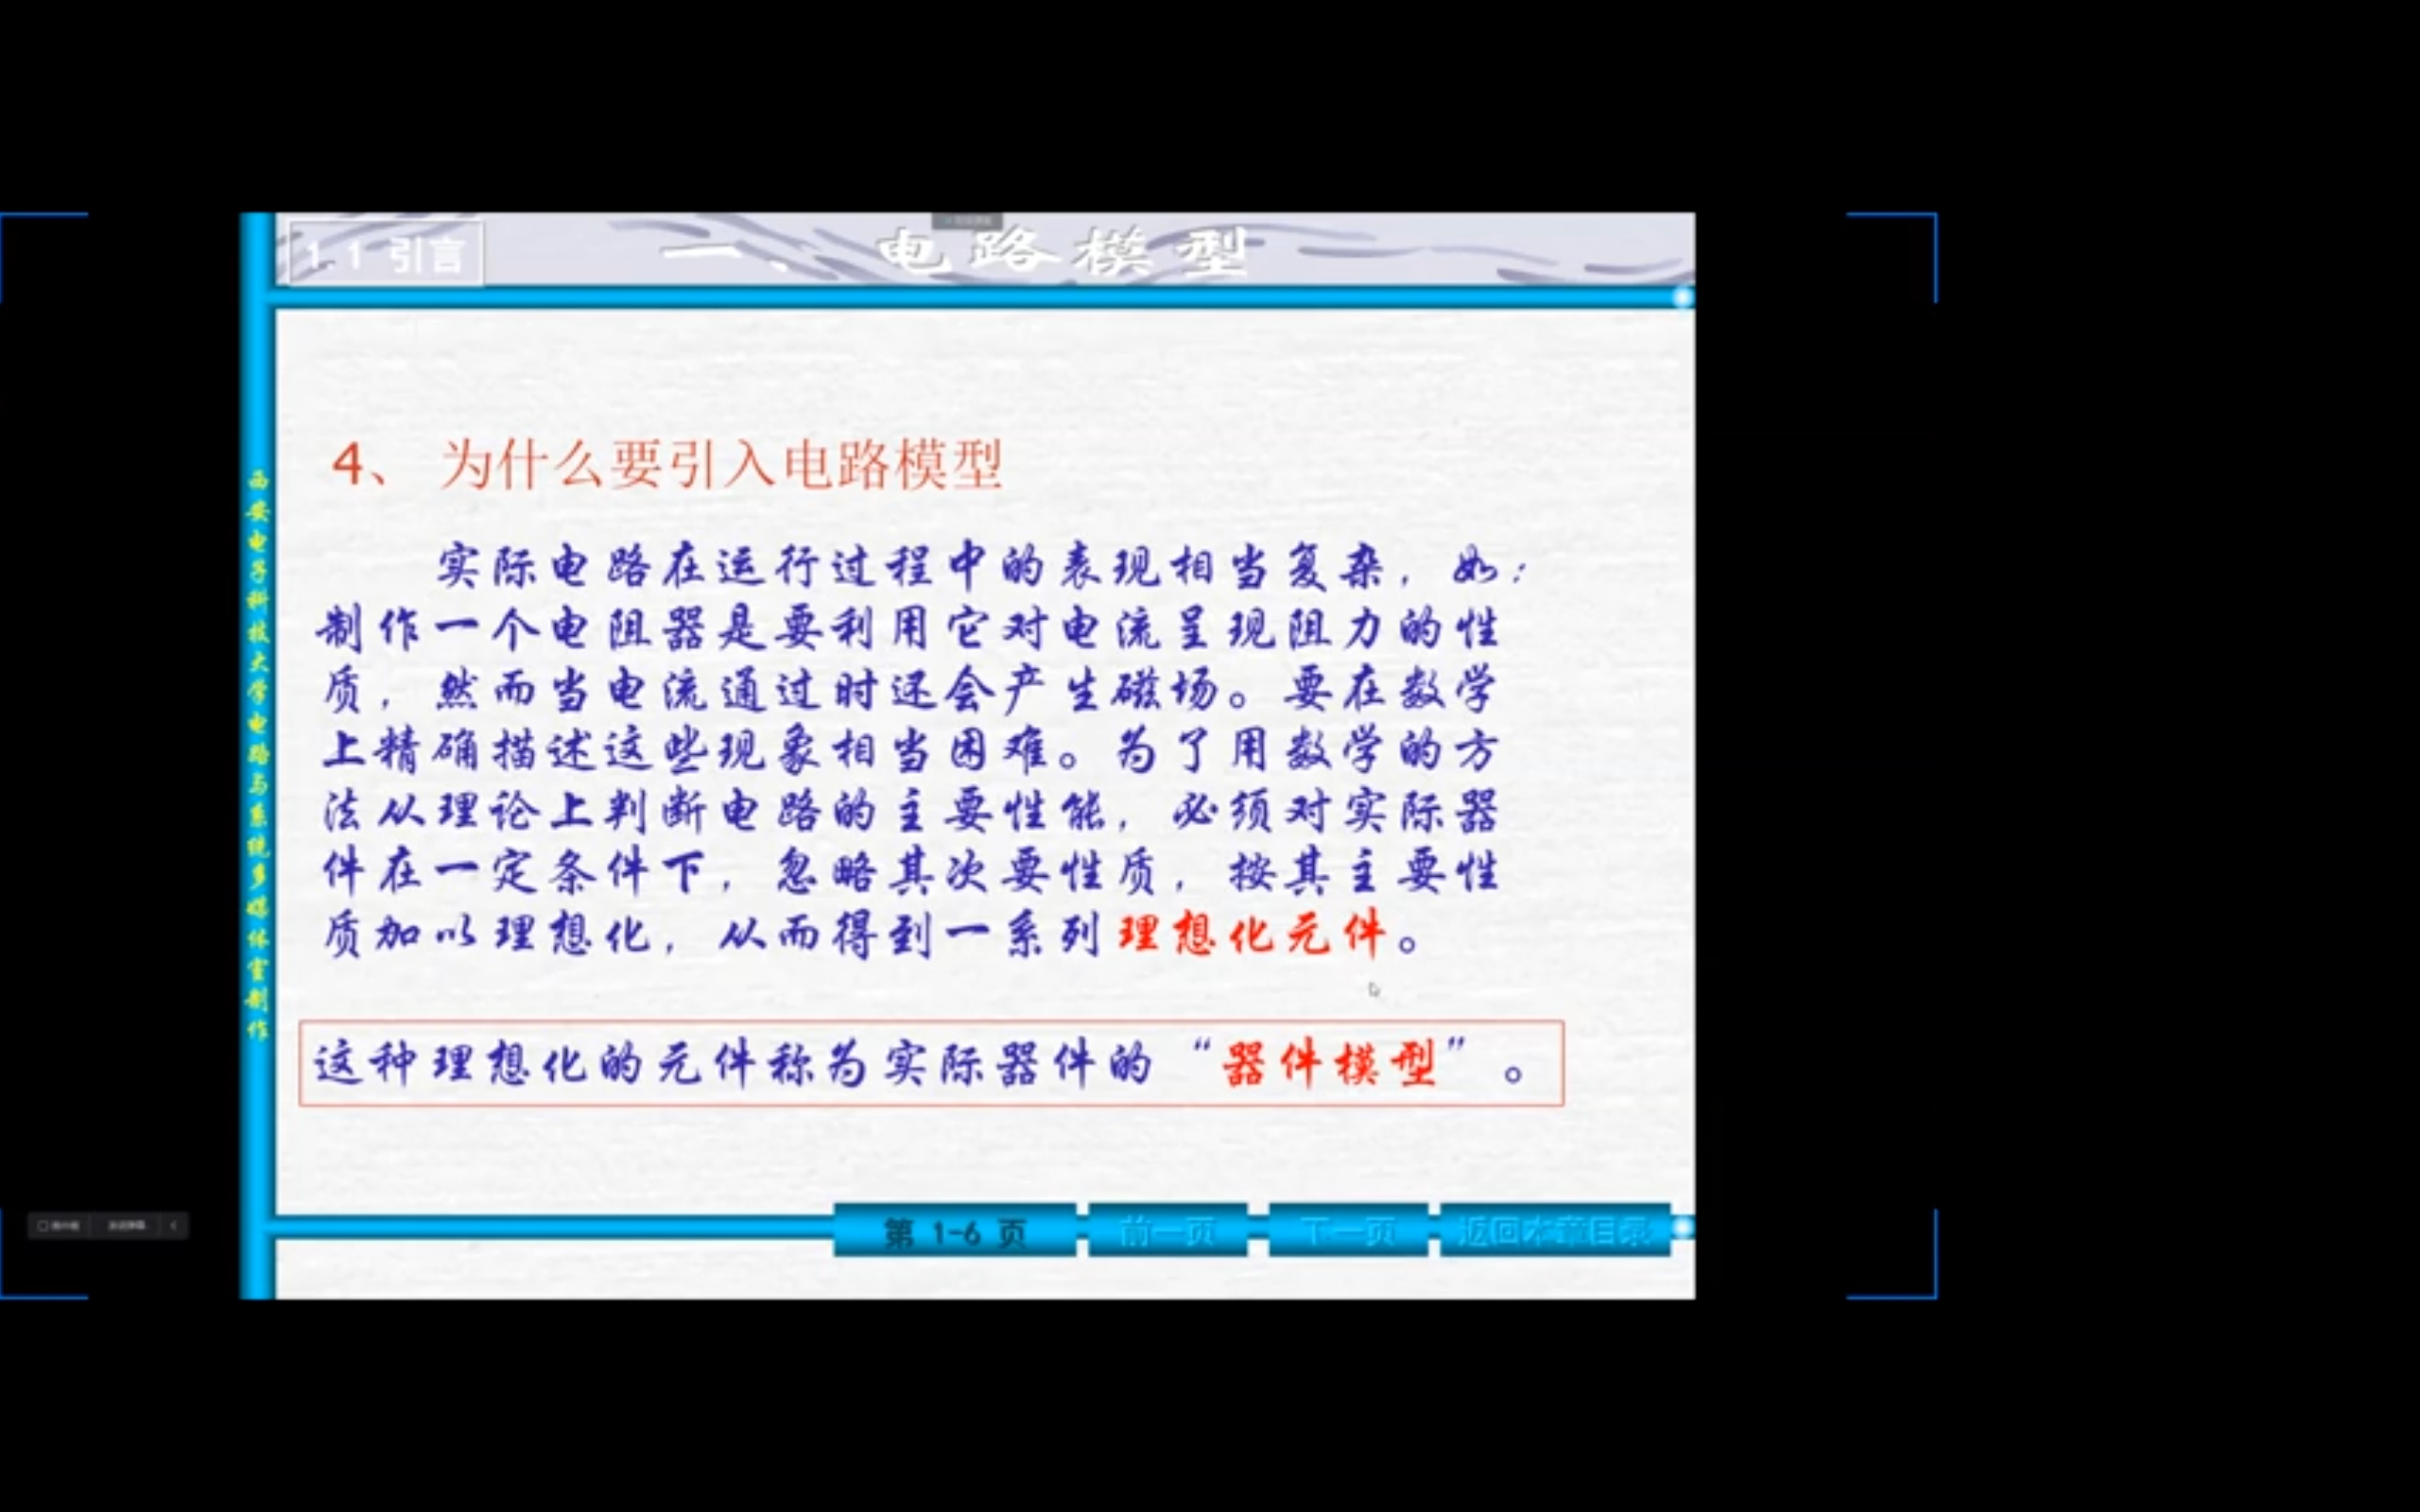 1.1 引言
一、 电路模型
4、 为什么要引入电路模型
实际电路在运行过程中的表现相当复杂，如：
制作一个电阻器是要利用它对电流呈现阻力的性
质，然而当电流通过时还会产生磁场。要在数学
上精确描述这些现象相当困难。为了用数学的方
法从理论上判断电路的主要性能，必须对实际器
件在一定条件下，忽略其次要性质，按其主要性
质加以理想化，从而得到一系列理想化元件。
这种理想化的元件称为实际器件的“器件模型”。
西安电子科技大学电路与系统多媒体室制作
第 1-6 页
前一页
下一页
返回本章目录